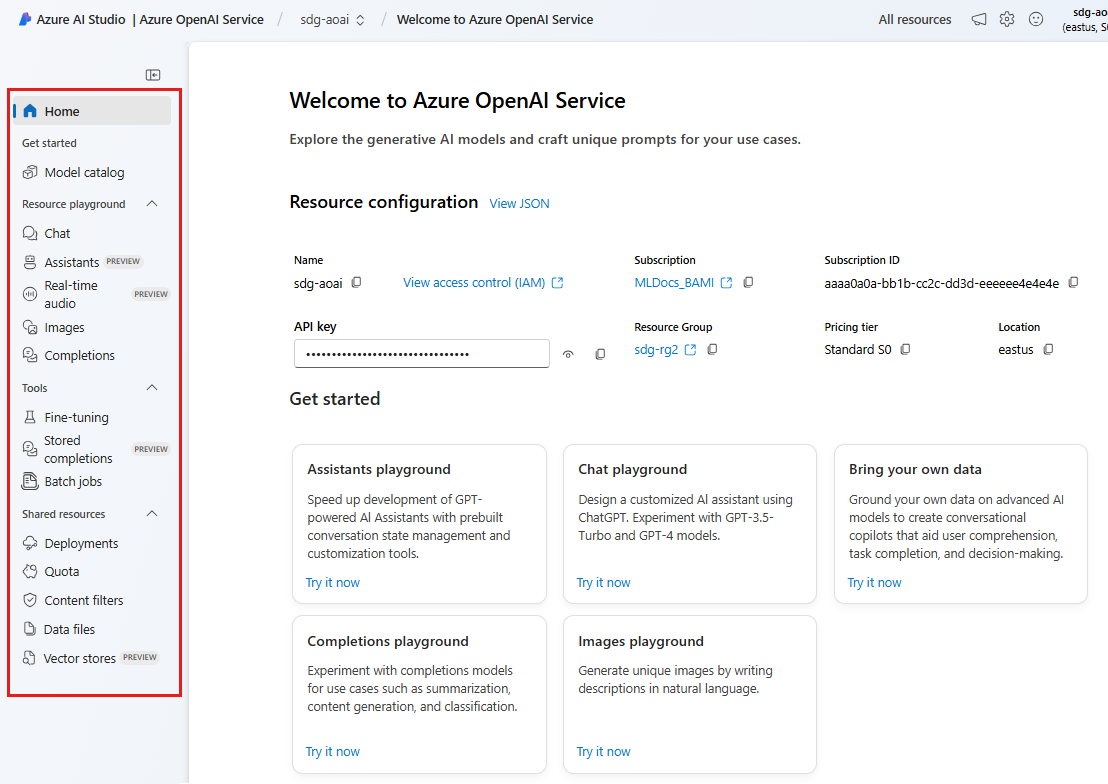 Azure AI Studio | Azure OpenAI Service / sdg-aoai / Welcome to Azure OpenAI Service All resources
sdg-ao
(eastus, S
Home
Get started
Model catalog
Resource playground
Chat
Assistants PREVIEW
Real-time
audio PREVIEW
Images
Completions
Tools
Fine-tuning
Stored
completions PREVIEW
Batch jobs
Shared resources
Deployments
Quota
Content filters
Data files
Vector stores PREVIEW
Welcome to Azure OpenAI Service
Explore the generative AI models and craft unique prompts for your use cases.
Resource configuration View JSON
Name
sdg-aoai
View access control (IAM)
Subscription
MLDocs_BAMI
Subscription ID
aaaa0a0a-bb1b-cc2c-dd3d-eeeeee4e4e4e
API key
••••••••••••••••••••••••••••••••
Resource Group
sdg-rg2
Pricing tier
Standard S0
Location
eastus
Get started
Assistants playground
Speed up development of GPT-
powered AI Assistants with prebuilt
conversation state management and
customization tools.
Try it now
Chat playground
Design a customized AI assistant using
ChatGPT. Experiment with GPT-3.5-
Turbo and GPT-4 models.
Try it now
Bring your own data
Ground your own data on advanced AI
models to create conversational
copilots that aid user comprehension,
task completion, and decision-making.
Try it now
Completions playground
Experiment with completions models
for use cases such as summarization,
content generation, and classification.
Try it now
Images playground
Generate unique images by writing
descriptions in natural language.
Try it now